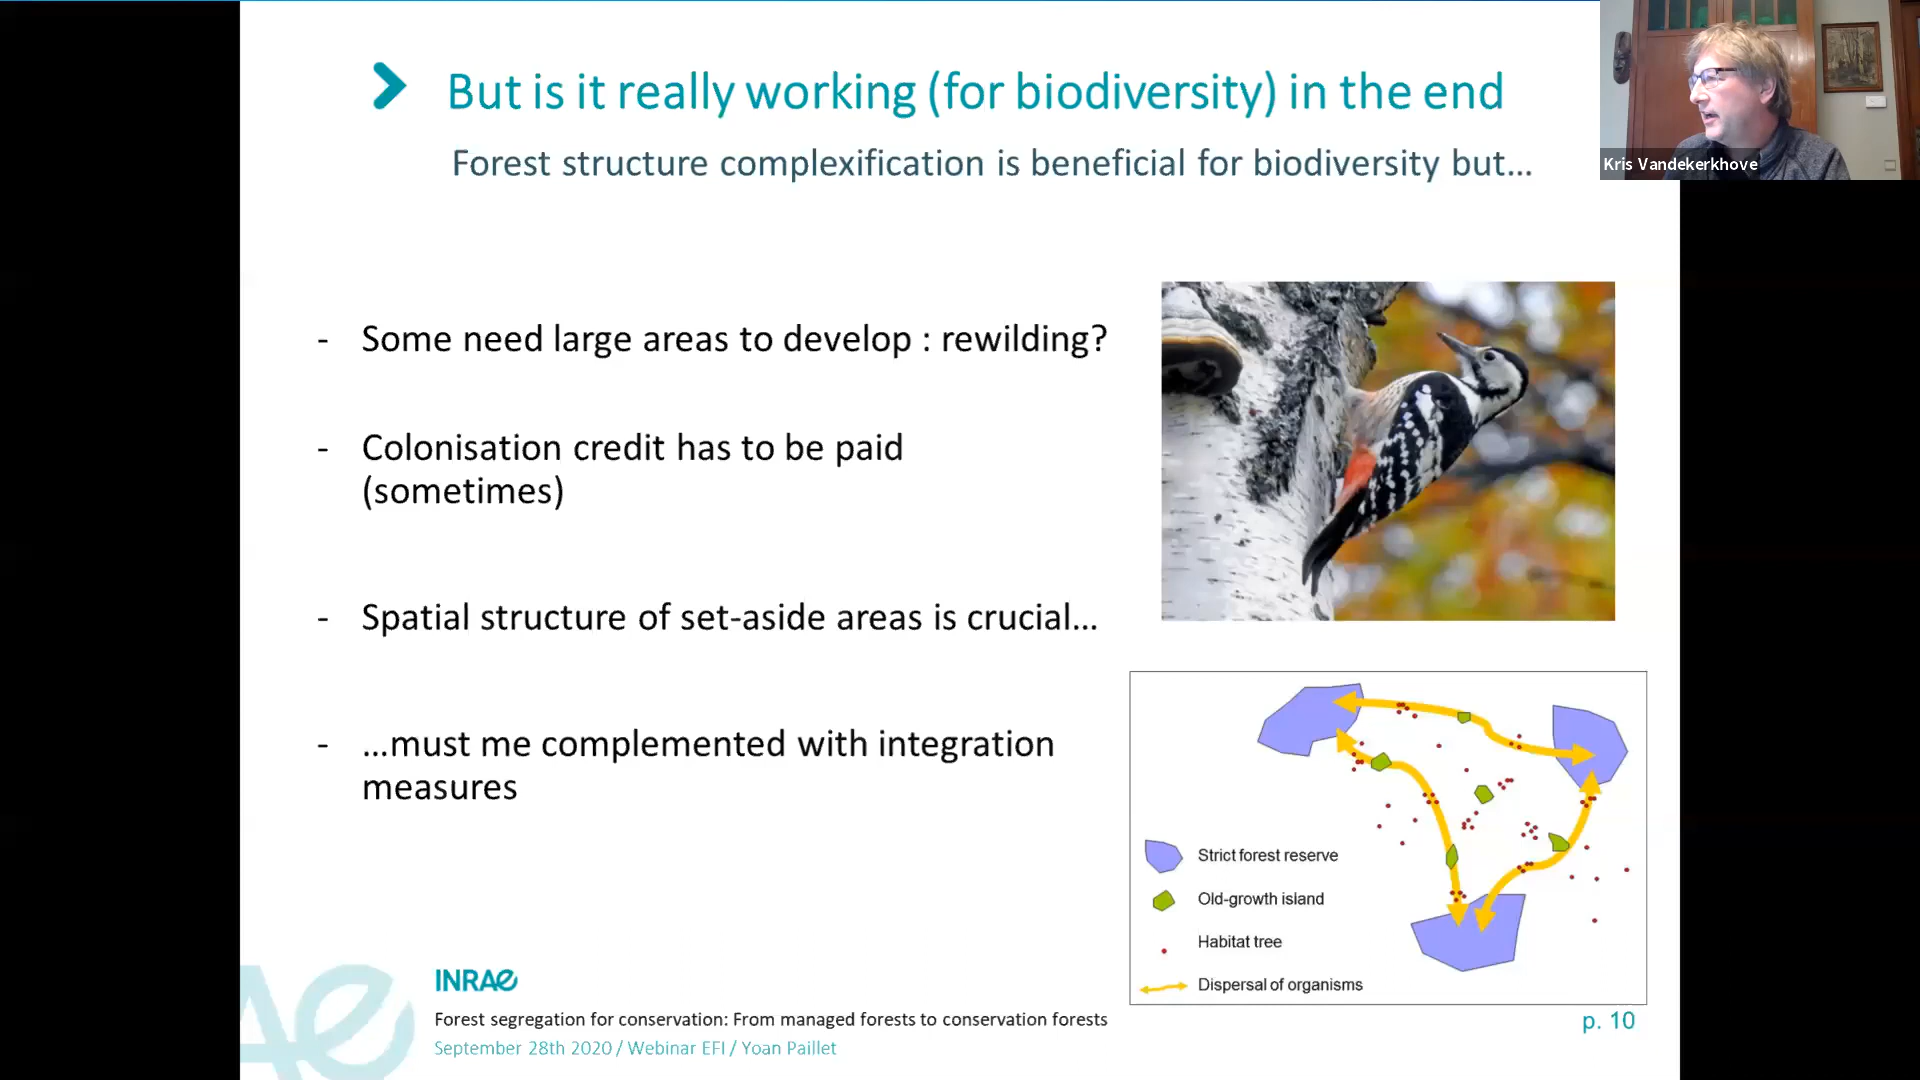 But is it really working (for biodiversity) in the end
Forest structure complexification is beneficial for biodiversity but...
Kris Vandekerkhove
- Some need large areas to develop : rewilding?
- Colonisation credit has to be paid
(sometimes)
- Spatial structure of set-aside areas is crucial...
- ...must me complemented with integration
measures
Strict forest reserve
Old-growth island
Habitat tree
Dispersal of organisms
INRAE
Forest segregation for conservation: From managed forests to conservation forests
September 28th 2020 / Webinar EFI / Yoan Paillet
p. 10